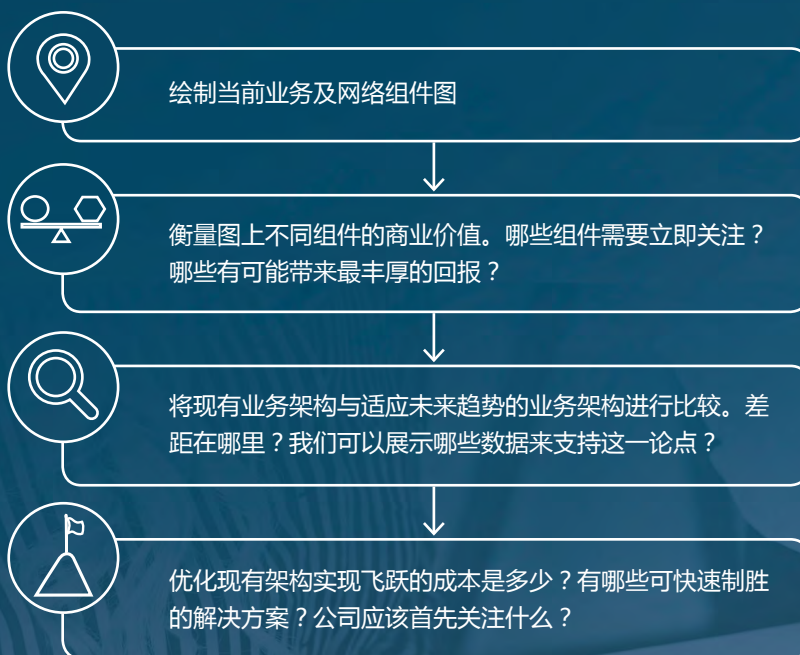 绘制当前业务及网络组件图
衡量图上不同组件的商业价值。哪些组件需要立即关注？
哪些有可能带来最丰厚的回报？
将现有业务架构与适应未来趋势的业务架构进行比较。差
距在哪里？我们可以展示哪些数据来支持这一论点？
优化现有架构实现飞跃的成本是多少？有哪些可快速制胜
的解决方案？公司应该首先关注什么？